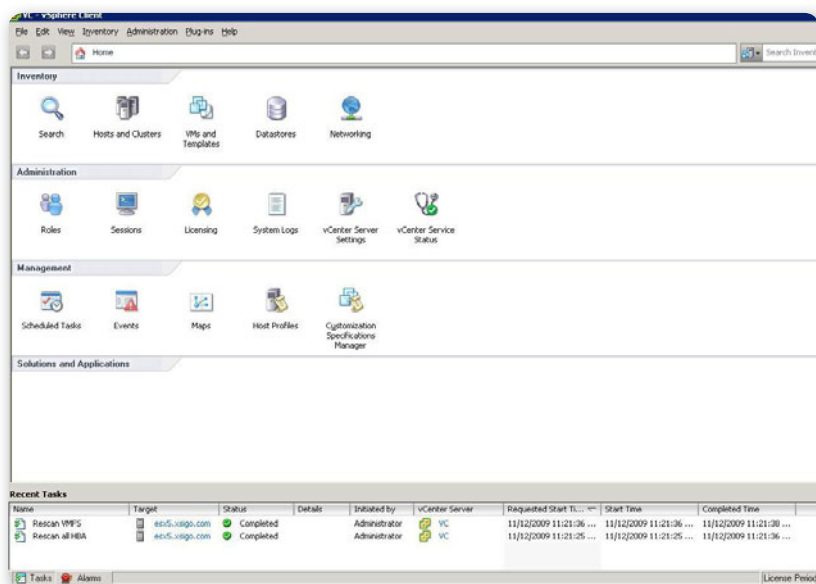 VC - vSphere Client
File Edit View Inventory Administration Plug-ins Help
Home
Search Invent
Inventory
Search Hosts and Clusters VMs and Templates Datastores Networking
Administration
Roles Sessions Licensing System Logs vCenter Server Settings vCenter Service Status
Management
Scheduled Tasks Events Maps Host Profiles Customization Specifications Manager
Solutions and Applications
Recent Tasks
Name Target Status Details Initiated by vCenter Server Requested Start Ti... Start Time Completed Time
Rescan VMFS esx5.xsigo.com Completed Administrator VC 11/12/2009 11:21:36 ... 11/12/2009 11:21:36 ... 11/12/2009 11:21:38 ...
Rescan all HBA esx5.xsigo.com Completed Administrator VC 11/12/2009 11:21:25 ... 11/12/2009 11:21:25 ... 11/12/2009 11:21:36 ...
Tasks Alarms License Period